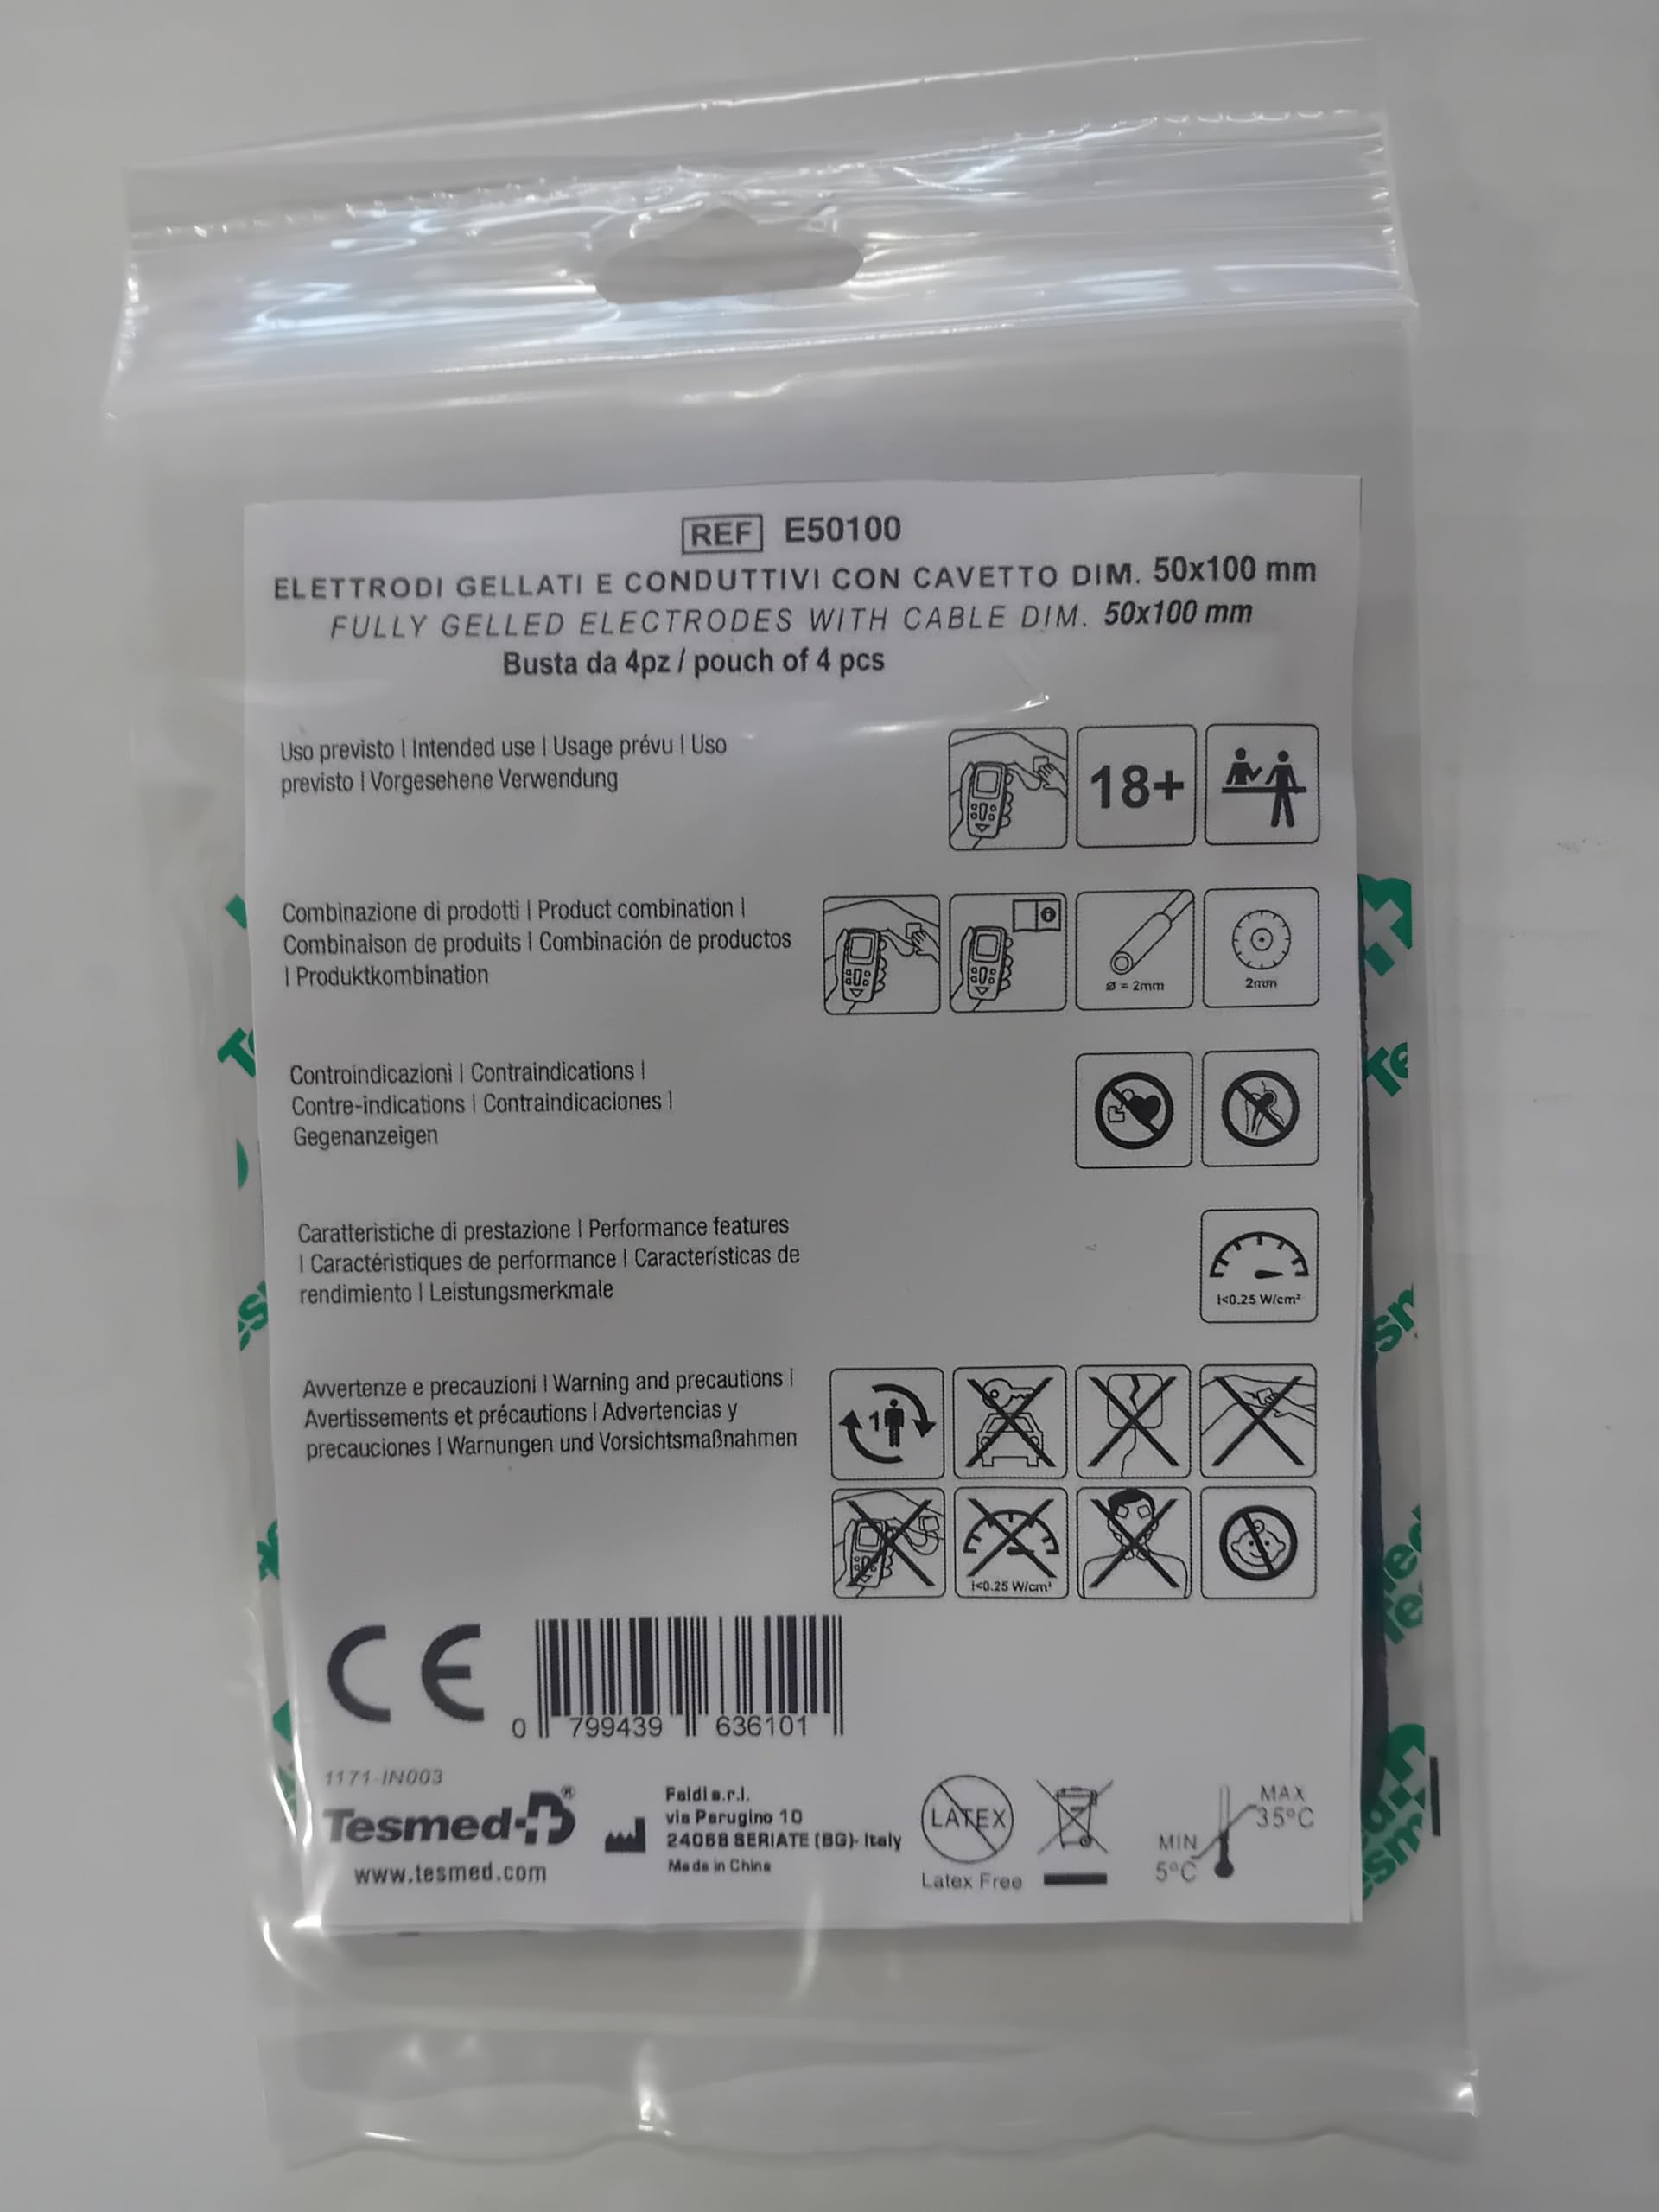 REF E50100
ELETTRODI GELLATI E CONDUTTIVI CON CAVETTO DIM. 50x100 mm
FULLY GELLED ELECTRODES WITH CABLE DIM. 50x100 mm
Busta da 4pz / pouch of 4 pcs
Uso previsto | Intended use | Usage prévu | Uso
previsto | Vorgesehene Verwendung
18+
Combinazione di prodotti | Product combination |
Combinaison de produits | Combinación de productos
| Produktkombination
Ø = 2mm
2mm
Controindicazioni | Contraindications |
Contre-indications | Contraindicaciones |
Gegenanzeigen
Caratteristiche di prestazione | Performance features
| Caractéristiques de performance | Características de
rendimiento | Leistungsmerkmale
I<0.25 W/cm²
Avvertenze e precauzioni | Warning and precautions |
Avertissements et précautions | Advertencias y
precauciones | Warnungen und Vorsichtsmaßnahmen
1
I<0.25 W/cm²
CE
0 799439 636101
1171-IN003
Tesmed®
www.tesmed.com
Faldi s.r.l.
via Parugino 10
24068 SERIATE (BG)- Italy
Made in China
LATEX
Latex Free
MIN
5°C
MAX
35°C